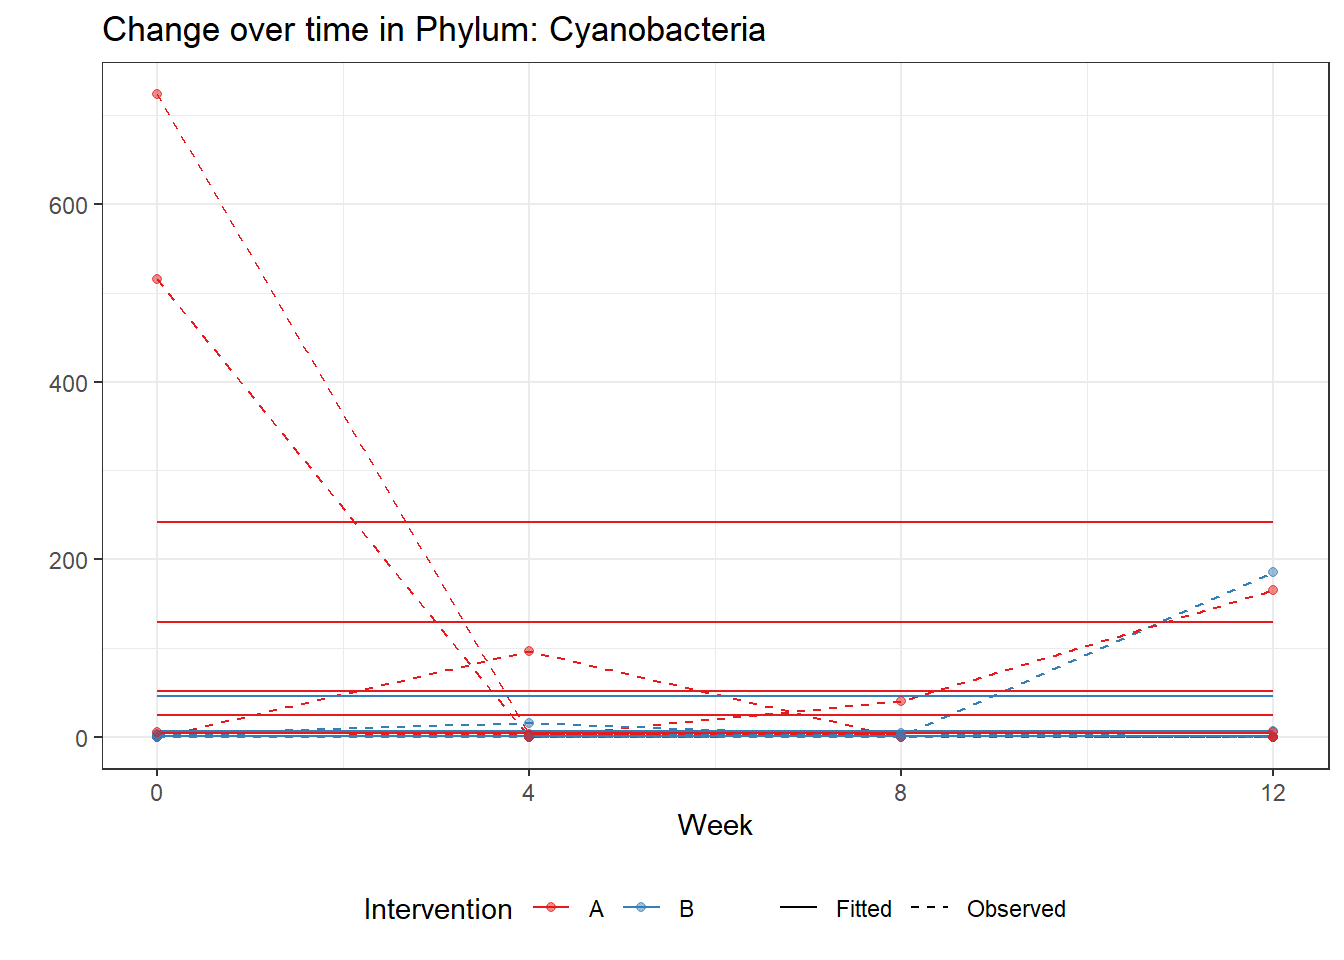 Change over time in Phylum: Cyanobacteria
600
400
200
0
0 4 8 12
Week
Intervention A B Fitted Observed